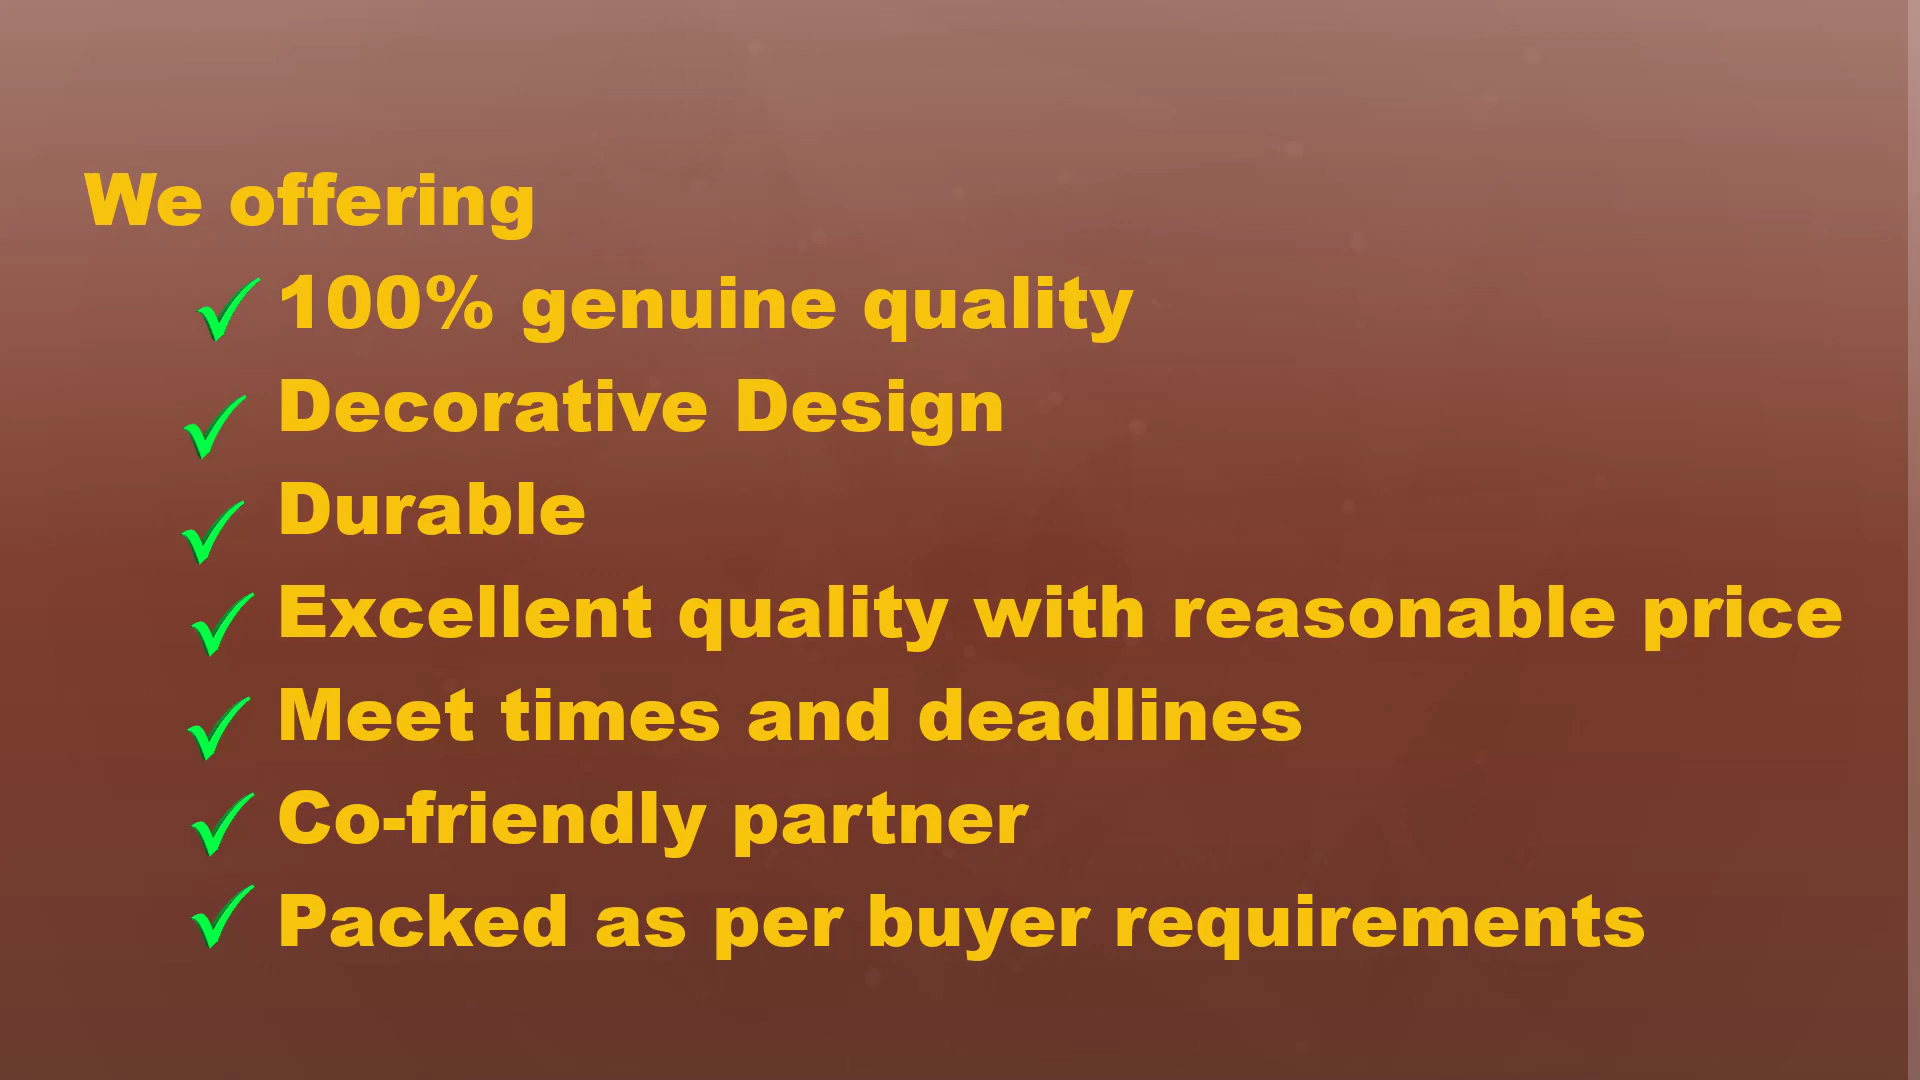 We offering
100% genuine quality
Decorative Design
Durable
Excellent quality with reasonable price
Meet times and deadlines
Co-friendly partner
Packed as per buyer requirements